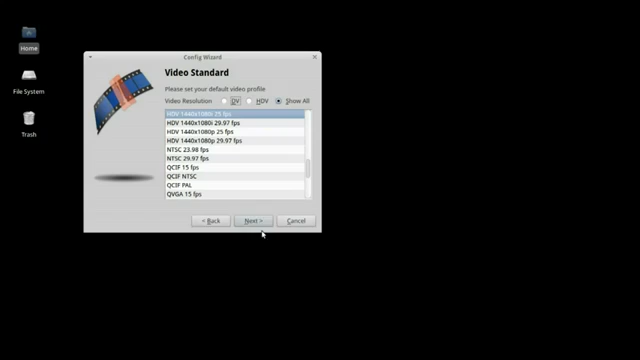 Home
File System
Trash
Config Wizard
Video Standard
Please set your default video profile
Video Resolution DV HDV Show All
HDV 1440x1080i 25 fps
HDV 1440x1080i 29.97 fps
HDV 1440x1080p 25 fps
HDV 1440x1080p 29.97 fps
NTSC 23.98 fps
NTSC 29.97 fps
QCIF 15 fps
QCIF NTSC
QCIF PAL
QVGA 15 fps
< Back Next > Cancel